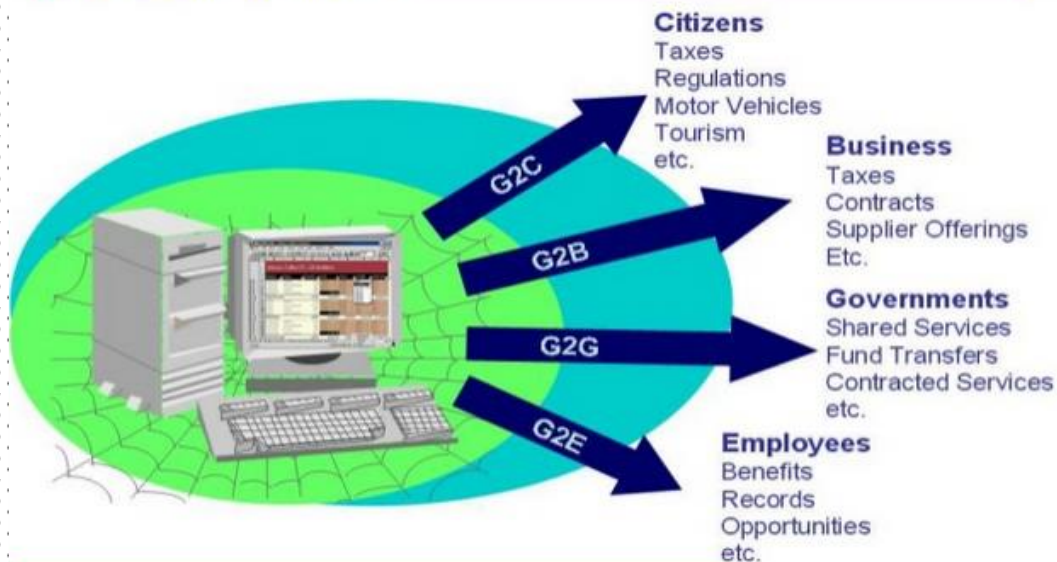 Citizens
Taxes
Regulations
Motor Vehicles
Tourism
etc.
G2C
Business
Taxes
Contracts
Supplier Offerings
Etc.
G2B
Governments
Shared Services
Fund Transfers
Contracted Services
etc.
G2G
Employees
Benefits
Records
Opportunities
etc.
G2E